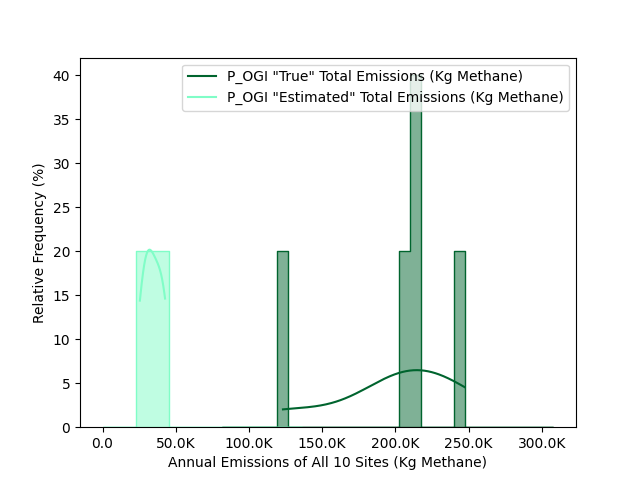 P_OGI "True" Total Emissions (Kg Methane)
P_OGI "Estimated" Total Emissions (Kg Methane)
Relative Frequency (%)
40
35
30
25
20
15
10
5
0
0.0 50.0K 100.0K 150.0K 200.0K 250.0K 300.0K
Annual Emissions of All 10 Sites (Kg Methane)